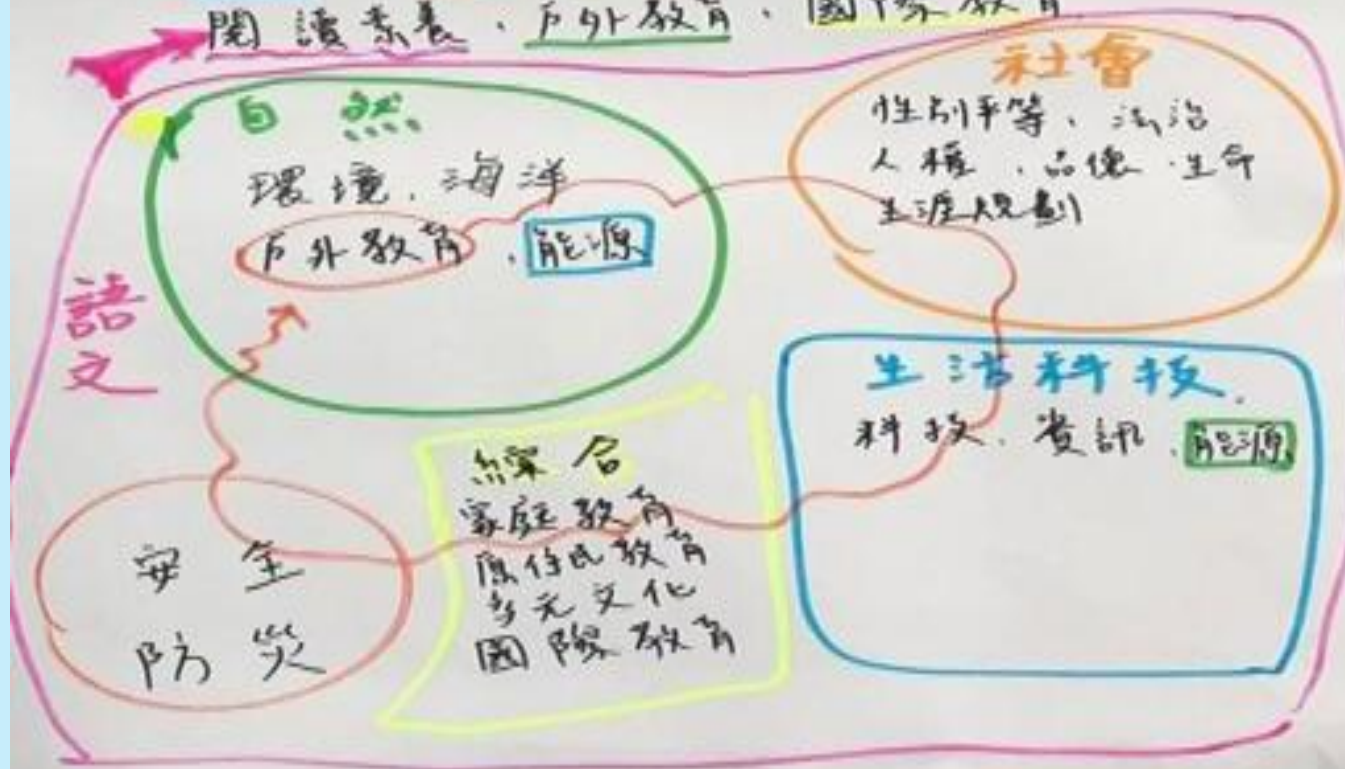 閱讀素養、戶外教育、國際教育
自然
環境、海洋
戶外教育、能源
社會
性別平等、法治
人權、品德、生命
生涯規劃
語文
生活科技
科技、資訊、能源
綜合
家庭教育
原住民教育
多元文化
國際教育
安全
防災